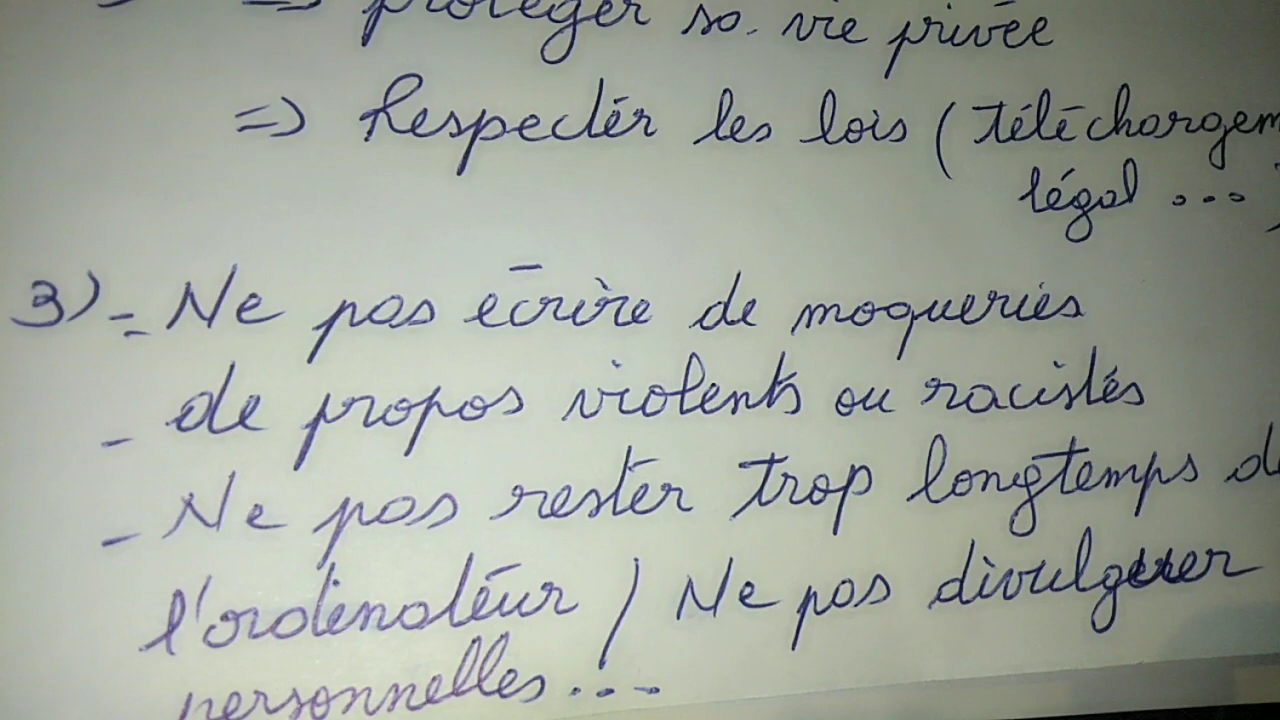 => protéger sa vie privée
=> Respecter les lois (téléchargem
légal ...)
3) - Ne pas écrire de moqueries
- de propos violents ou racistes
- Ne pas rester trop longtemps d
l'ordinateur / Ne pas divulguer
personnelles...